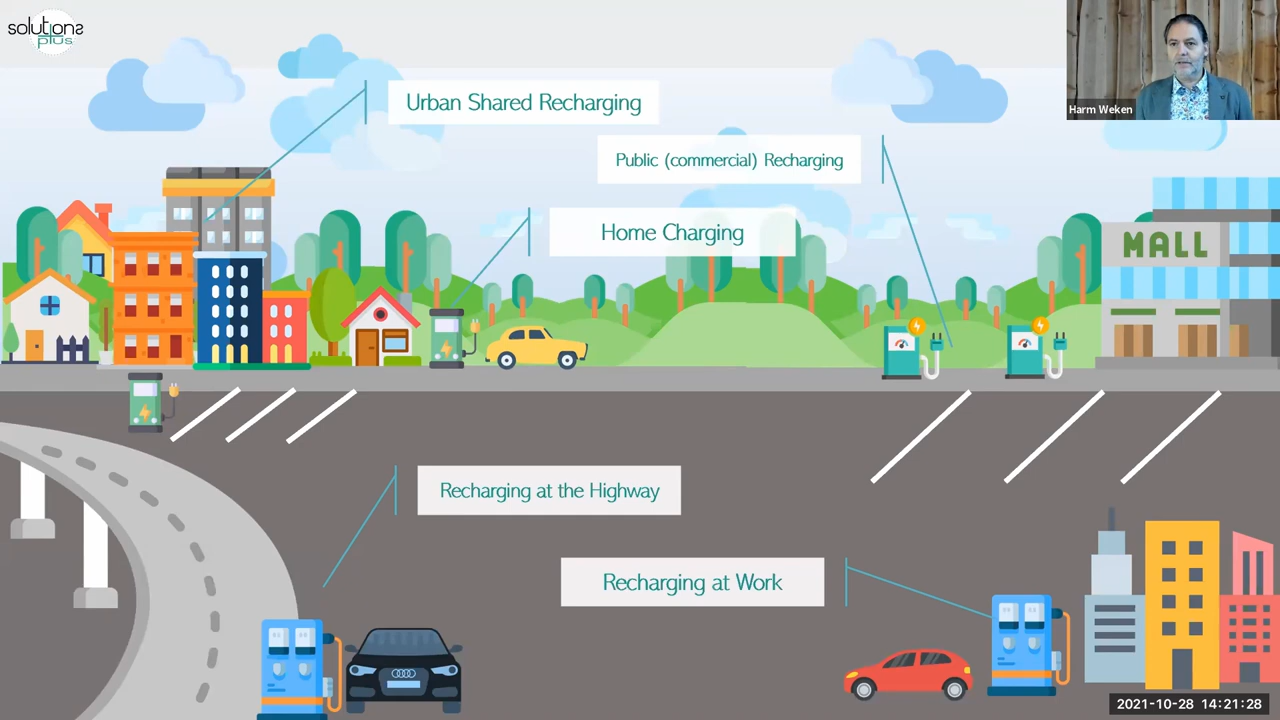 solutions
plus
Harm Weken
Urban Shared Recharging
Public (commercial) Recharging
Home Charging
MALL
Recharging at the Highway
Recharging at Work
2021-10-28 14:21:28